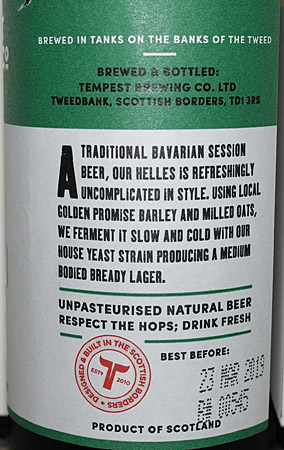 BREWED IN TANKS ON THE BANKS OF THE TWEED
BREWED & BOTTLED:
TEMPEST BREWING CO. LTD
TWEEDBANK, SCOTTISH BORDERS, TD1 3RS
A TRADITIONAL BAVARIAN SESSION
BEER, OUR HELLES IS REFRESHINGLY
UNCOMPLICATED IN STYLE. USING LOCAL
GOLDEN PROMISE BARLEY AND MILLED OATS,
WE FERMENT IT SLOW AND COLD WITH OUR
HOUSE YEAST STRAIN PRODUCING A MEDIUM
BODIED BREADY LAGER.
UNPASTEURISED NATURAL BEER
RESPECT THE HOPS; DRINK FRESH
DESIGNED & BUILT IN THE SCOTTISH BORDERS
ESTD 2010
BEST BEFORE:
23 MAR 2019
00545
PRODUCT OF SCOTLAND